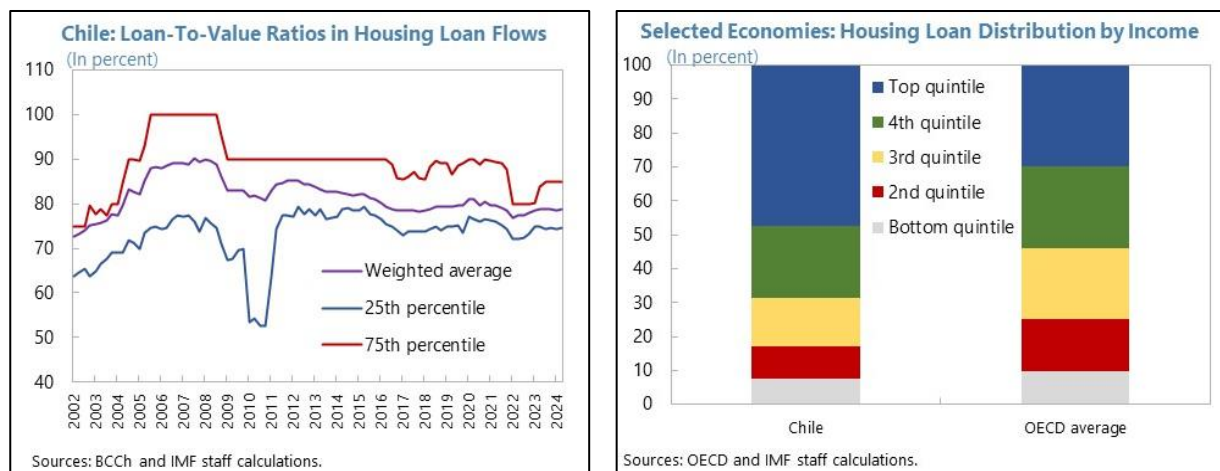 Chile: Loan-To-Value Ratios in Housing Loan Flows
(In percent)
110
100
90
80
70
60
50
40
Weighted average
25th percentile
75th percentile
2002
2003
2004
2005
2006
2007
2008
2009
2010
2011
2012
2013
2014
2015
2016
2017
2018
2019
2020
2021
2022
2023
2024
Sources: BCCh and IMF staff calculations.
Selected Economies: Housing Loan Distribution by Income
(In percent)
100
90
80
70
60
50
40
30
20
10
0
Top quintile
4th quintile
3rd quintile
2nd quintile
Bottom quintile
Chile
OECD average
Sources: OECD and IMF staff calculations.